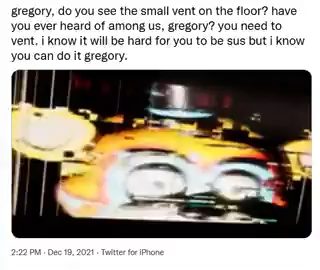 gregory, do you see the small vent on the floor? have
you ever heard of among us, gregory? you need to
vent. i know it will be hard for you to be sus but i know
you can do it gregory.
2:22 PM · Dec 19, 2021 · Twitter for iPhone